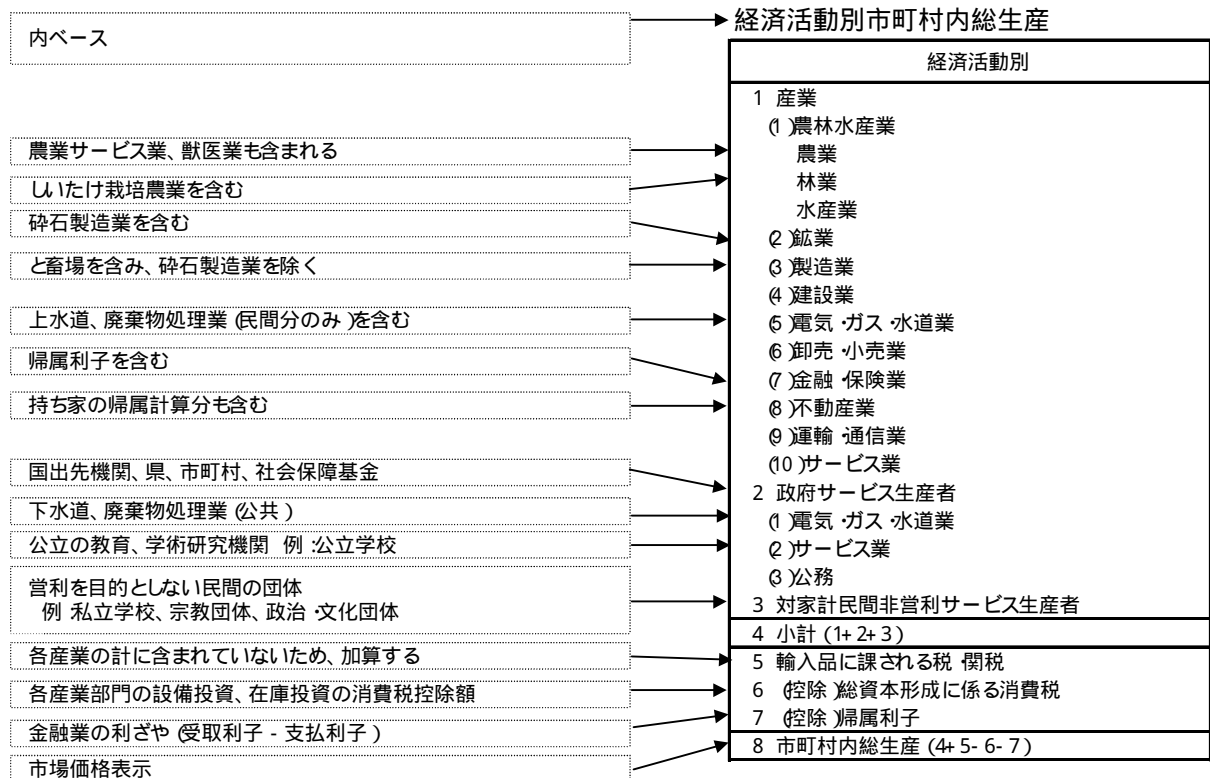 内ベース
経済活動別市町村内総生産
経済活動別
1 産業
(1)農林水産業
農業サービス業、獣医業も含まれる
農業
しいたけ栽培農業を含む
林業
水産業
砕石製造業を含む
(2)鉱業
と畜場を含み、砕石製造業を除く
(3)製造業
(4)建設業
上水道、廃棄物処理業(民間分のみ)を含む
(5)電気・ガス・水道業
(6)卸売・小売業
帰属利子を含む
(7)金融・保険業
持ち家の帰属計算分も含む
(8)不動産業
(9)運輸・通信業
(10)サービス業
国出先機関、県、市町村、社会保障基金
2 政府サービス生産者
下水道、廃棄物処理業(公共)
(1)電気・ガス・水道業
公立の教育、学術研究機関 例:公立学校
(2)サービス業
(3)公務
営利を目的としない民間の団体
例:私立学校、宗教団体、政治・文化団体
3 対家計民間非営利サービス生産者
4 小計(1+2+3)
各産業の計に含まれていないため、加算する
5 輸入品に課される税・関税
各産業部門の設備投資、在庫投資の消費税控除額
6 (控除)総資本形成に係る消費税
金融業の利ざや(受取利子-支払利子)
7 (控除)帰属利子
市場価格表示
8 市町村内総生産(4+5-6-7)